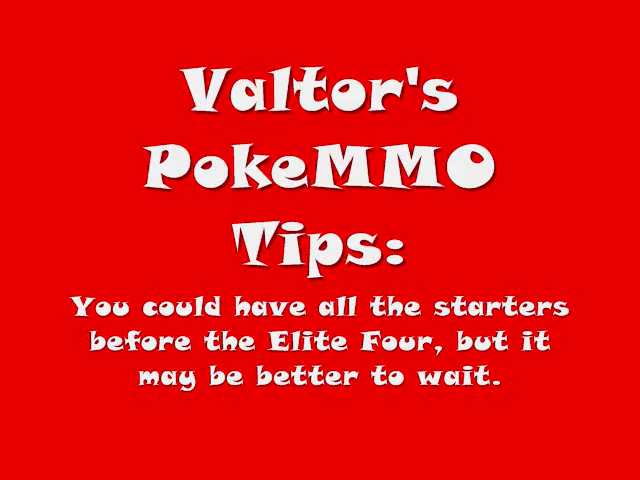 Valtor's
PokeMMO
Tips:
You could have all the starters
before the Elite Four, but it
may be better to wait.